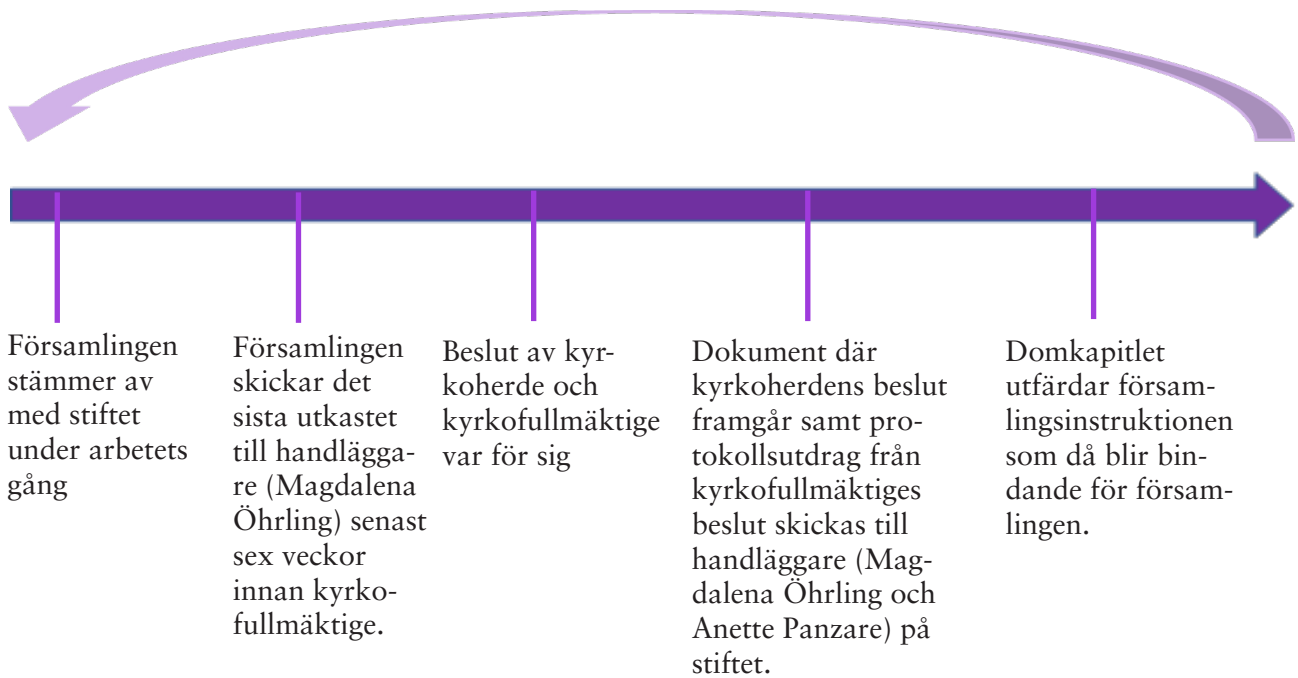 Församlingen
stämmer av
med stiftet
under arbetets
gång
Församlingen
skickar det
sista utkastet
till handlägga-
re (Magdalena
Öhrling) senast
sex veckor
innan kyrko-
fullmäktige.
Beslut av kyr-
koherde och
kyrkofullmäktige
var för sig
Dokument där
kyrkoherdens beslut
framgår samt pro-
tokollsutdrag från
kyrkofullmäktiges
beslut skickas till
handläggare (Mag-
dalena Öhrling och
Anette Panzare) på
stiftet.
Domkapitlet
utfärdar försam-
lingsinstruktionen
som då blir bin-
dande för försam-
lingen.